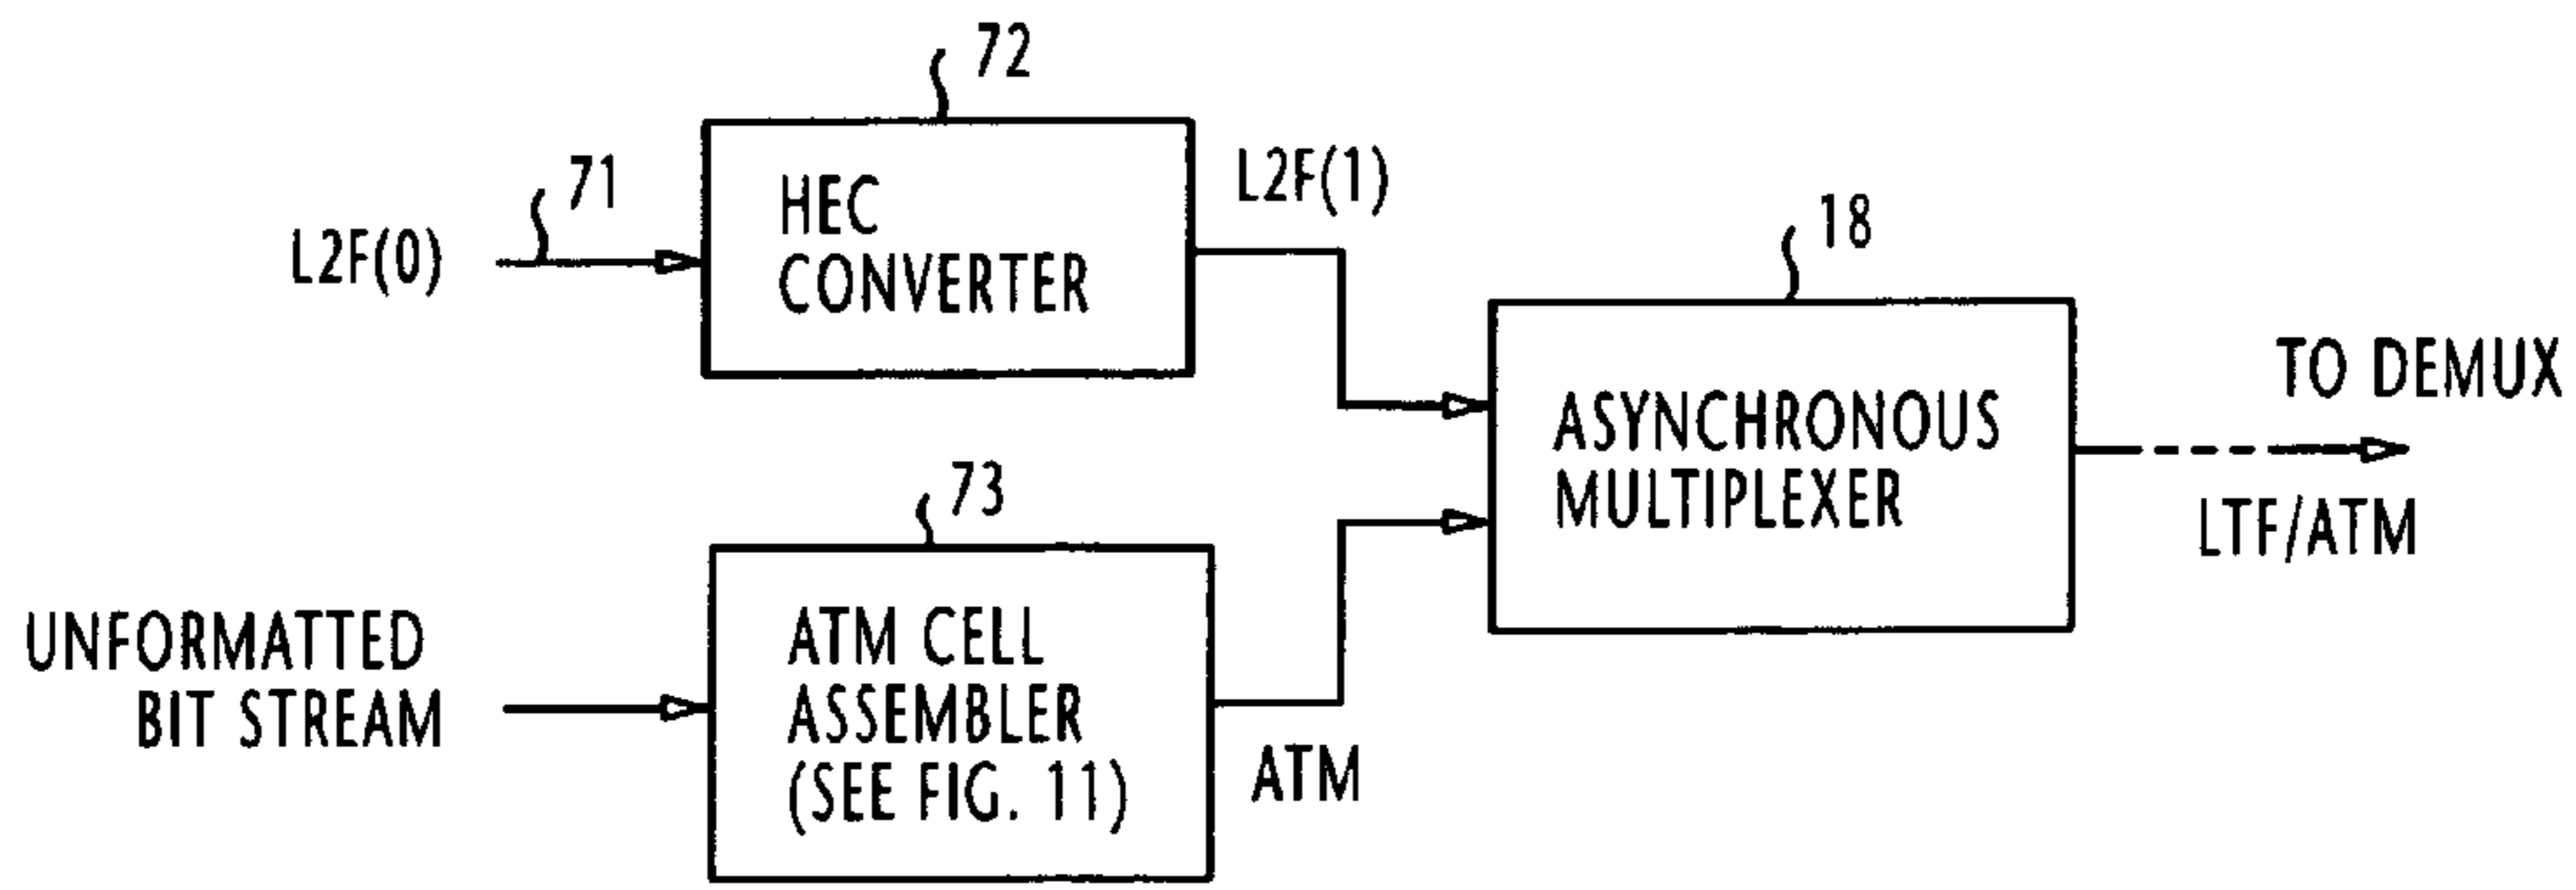 72
71
L2F(0)
HEC
CONVERTER
L2F(1)
18
ASYNCHRONOUS
MULTIPLEXER
TO DEMUX
LTF/ATM
73
UNFORMATTED
BIT STREAM
ATM CELL
ASSEMBLER
(SEE FIG. 11)
ATM